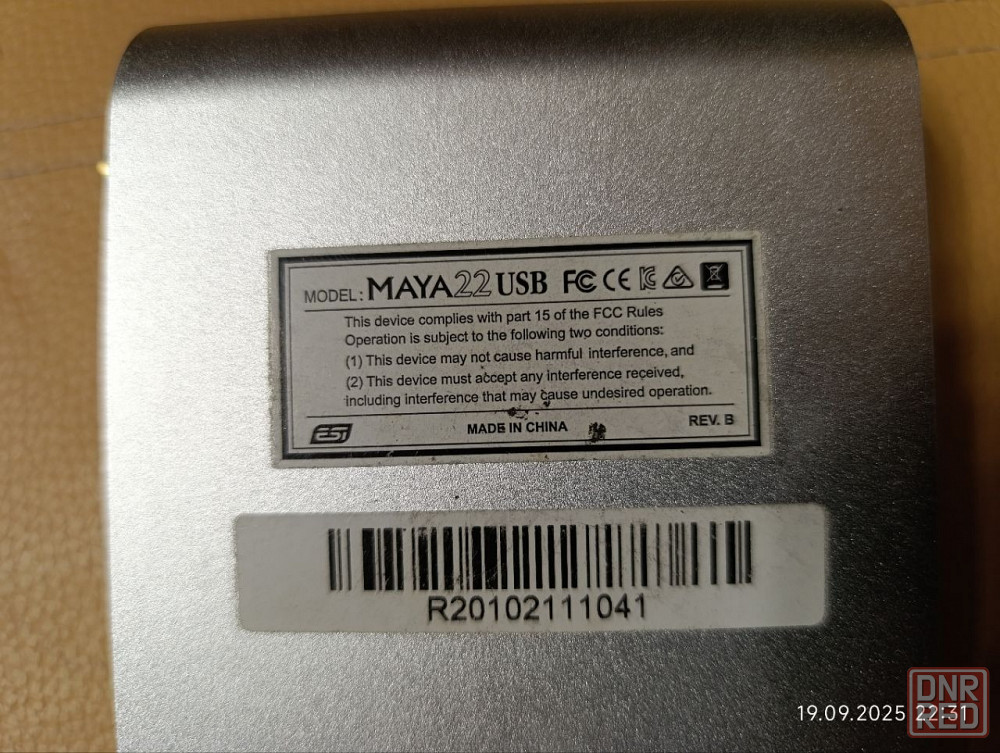 MODEL: MAYA22 USB FC CE
This device complies with part 15 of the FCC Rules
Operation is subject to the following two conditions:
(1) This device may not cause harmful interference, and
(2) This device must accept any interference received,
including interference that may cause undesired operation.
ESI MADE IN CHINA REV. B
R20102111041
19.09.2025 22:31
DNR
RED